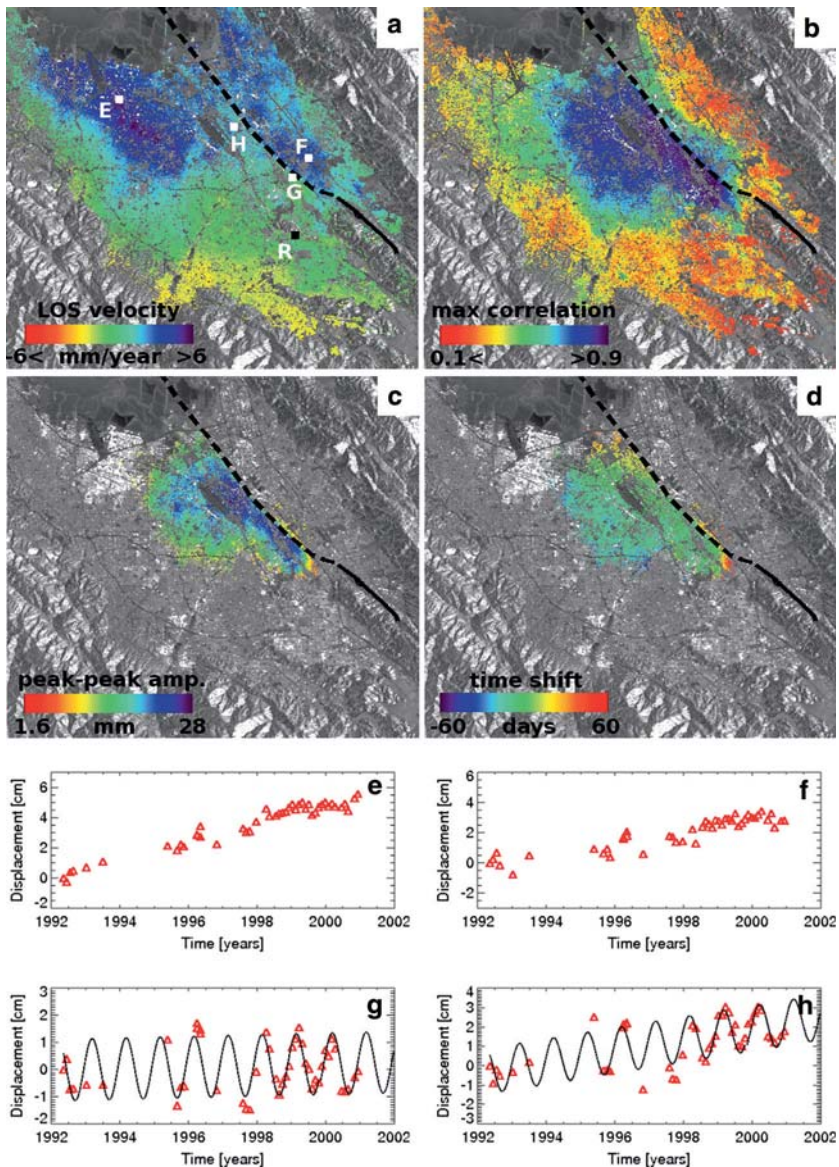 a
E
H
F
G
R
LOS velocity
-6< mm/year >6
b
max correlation
0.1< >0.9
c
peak-peak amp.
1.6 mm 28
d
time shift
-60 days 60
e
Displacement [cm]
6
4
2
0
-2
1992 1994 1996 1998 2000 2002
Time [years]
f
Displacement [cm]
6
4
2
0
-2
1992 1994 1996 1998 2000 2002
Time [years]
g
Displacement [cm]
3
2
1
0
-1
-2
1992 1994 1996 1998 2000 2002
Time [years]
h
Displacement [cm]
4
3
2
1
0
-1
-2
-3
1992 1994 1996 1998 2000 2002
Time [years]